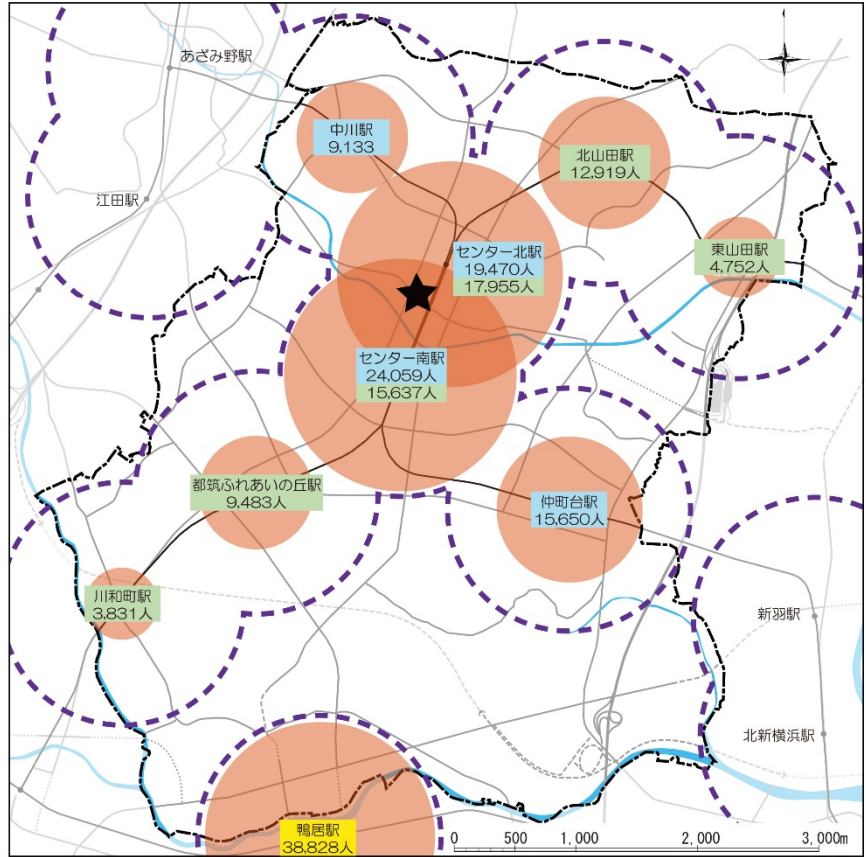 あざみ野駅
中川駅
9,133
北山田駅
12,919人
江田駅
センター北駅
19,470人
17,955人
東山田駅
4,752人
センター南駅
24,059人
15,637人
都筑ふれあいの丘駅
9,483人
仲町台駅
15,650人
川和町駅
3,831人
新羽駅
北新横浜駅
鴨居駅
38,828人
0 500 1,000 2,000 3,000m